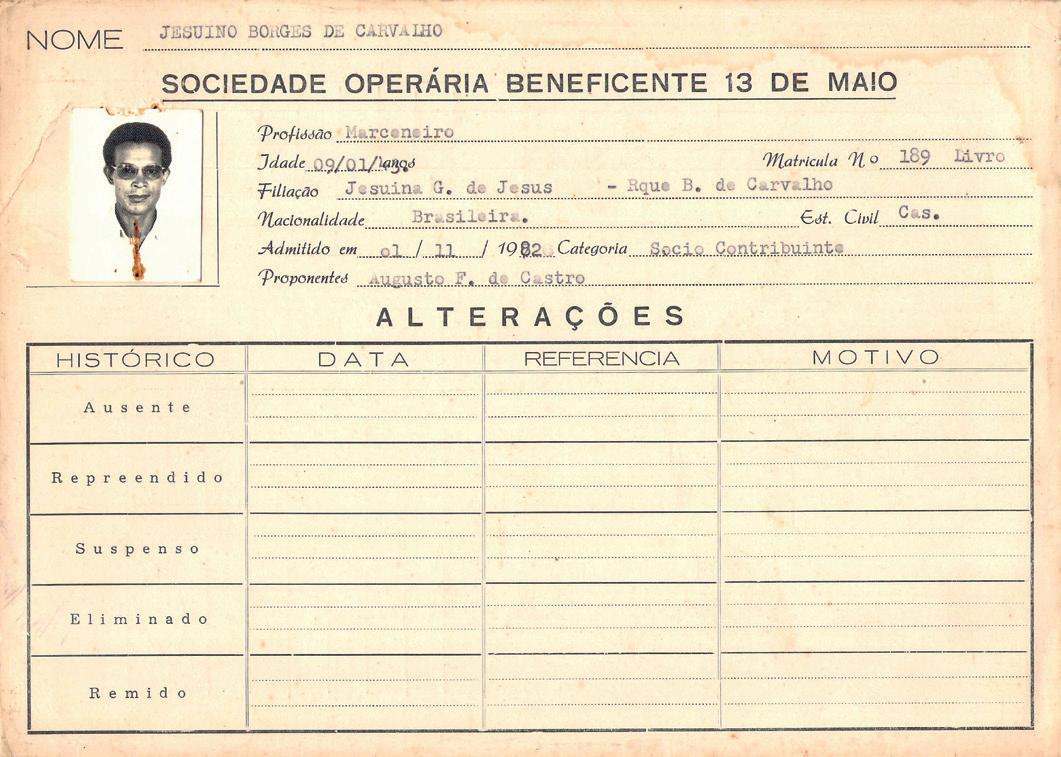 NOME JESUINO BORGES DE CARVALHO
SOCIEDADE OPERÁRIA BENEFICENTE 13 DE MAIO
Profissão Marceneiro
Idade 09/01/ anos Matricula N.o 189 Livro
Filiação Jesuina G. de Jesus - Rque B. de Carvalho
Nacionalidade Brasileira. Est. Civil Cas.
Admitido em 01 / 11 / 1982 Categoria Socio Contribuinte
Proponentes Augusto F. de Castro
ALTERAÇÕES
HISTÓRICO DATA REFERENCIA MOTIVO
Ausente
Repreendido
Suspenso
Eliminado
Remido